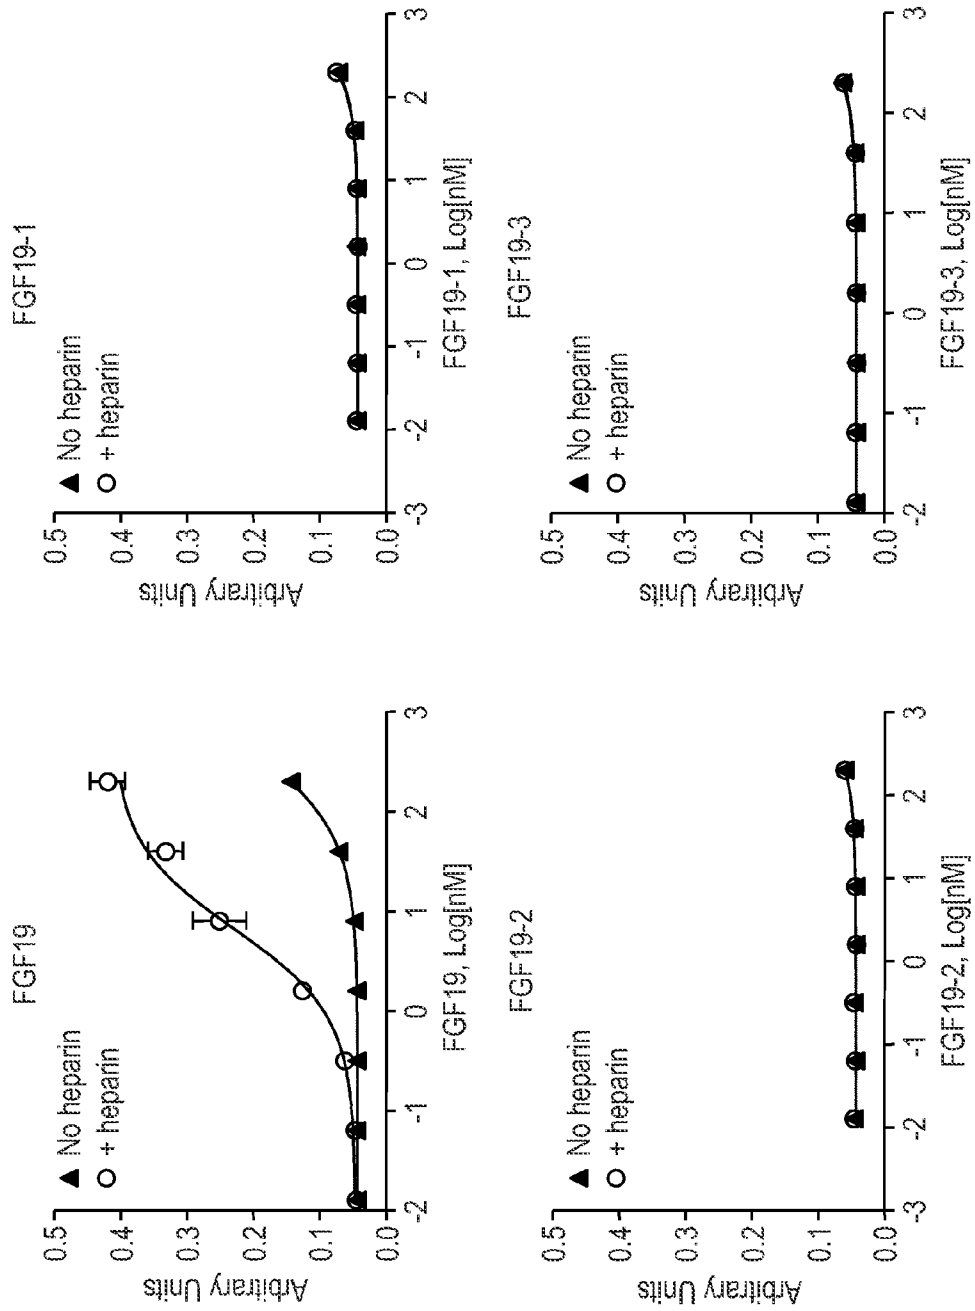 FGF19
▲ No heparin
○ + heparin
Arbitrary Units
0.5
0.4
0.3
0.2
0.1
0.0
-2 -1 0 1 2 3
FGF19, Log[nM]
FGF19-1
▲ No heparin
○ + heparin
Arbitrary Units
0.5
0.4
0.3
0.2
0.1
0.0
-3 -2 -1 0 1 2 3
FGF19-1, Log[nM]
FGF19-2
▲ No heparin
○ + heparin
Arbitrary Units
0.5
0.4
0.3
0.2
0.1
0.0
-3 -2 -1 0 1 2 3
FGF19-2, Log[nM]
FGF19-3
▲ No heparin
○ + heparin
Arbitrary Units
0.5
0.4
0.3
0.2
0.1
0.0
-2 -1 0 1 2 3
FGF19-3, Log[nM]